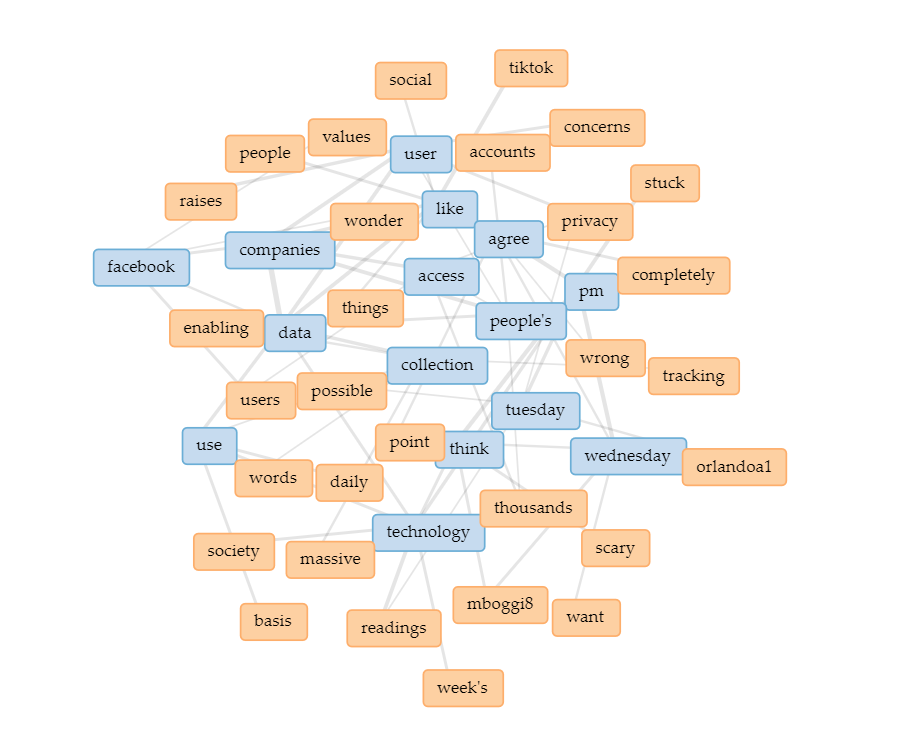 tiktok
social
concerns
values
people
user
accounts
stuck
raises
like
wonder
privacy
agree
companies
facebook
access
completely
pm
things
people's
enabling
data
wrong
collection
tracking
possible
users
tuesday
point
use
think
wednesday
orlandoa1
words
daily
thousands
technology
scary
society
massive
mboggi8
want
basis
readings
week's